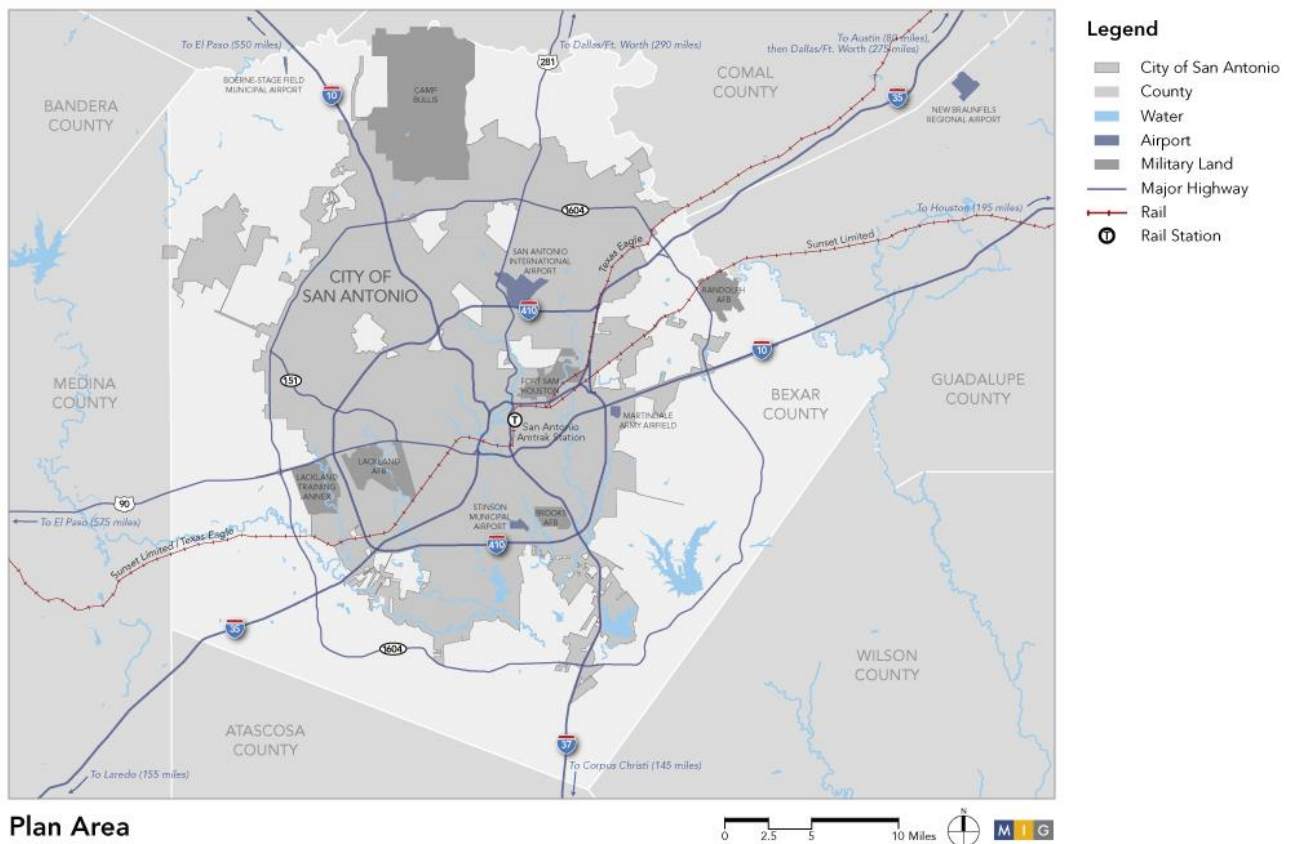 To El Paso (550 miles)
To Dallas/Ft. Worth (290 miles)
To Austin (80 miles),
then Dallas/Ft. Worth (275 miles)
281
BOERNE-STAGE FIELD
MUNICIPAL AIRPORT
10
CAMP
BULLIS
COMAL
COUNTY
35
NEW BRAUNFELS
REGIONAL AIRPORT
BANDERA
COUNTY
1604
To Houston (195 miles)
Sunset Limited
Texas Eagle
SAN ANTONIO
INTERNATIONAL
AIRPORT
CITY OF
SAN ANTONIO
410
RANDOLPH
AFB
10
151
FORT SAM
HOUSTON
MEDINA
COUNTY
BEXAR
COUNTY
GUADALUPE
COUNTY
MARTINDALE
ARMY AIRFIELD
T
San Antonio
Amtrak Station
LACKLAND
AFB
LACKLAND
TRAINING
ANNEX
90
To El Paso (575 miles)
STINSON
MUNICIPAL
AIRPORT
BROOKS
AFB
410
Sunset Limited / Texas Eagle
35
1604
WILSON
COUNTY
ATASCOSA
COUNTY
37
To Laredo (155 miles)
To Corpus Christi (145 miles)
Legend
City of San Antonio
County
Water
Airport
Military Land
Major Highway
Rail
T Rail Station
Plan Area
0 2.5 5 10 Miles
N
M I G